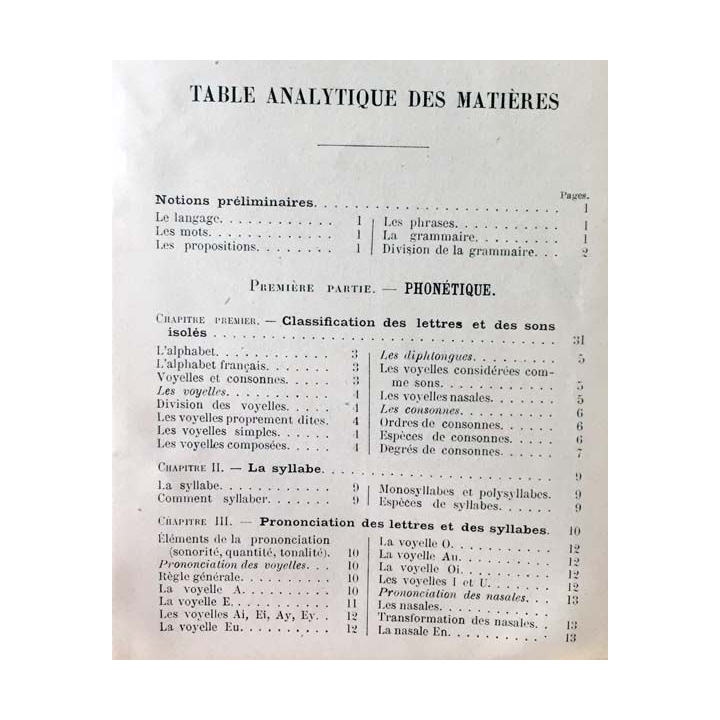 TABLE ANALYTIQUE DES MATIÈRES
Pages.
Notions préliminaires. . . . . . . . . . . . . . . . . . . . . . . . . . 1
Le langage. . . . . . . . . . . 1
Les mots. . . . . . . . . . . . 1
Les propositions. . . . . . . . 1
Les phrases. . . . . . . . . . 1
La grammaire. . . . . . . . . 1
Division de la grammaire. . . 2
PREMIÈRE PARTIE. — PHONÉTIQUE.
CHAPITRE PREMIER. — Classification des lettres et des sons
isolés . . . . . . . . . . . . . . . . . . . . . . . . . . . . . . . . 31
L'alphabet. . . . . . . . . . . 3
L'alphabet français. . . . . . 3
Voyelles et consonnes. . . . . 3
Les voyelles. . . . . . . . . . 4
Division des voyelles. . . . . 4
Les voyelles proprement dites. 4
Les voyelles simples. . . . . . 4
Les voyelles composées. . . . . 4
Les diphtongues. . . . . . . . 5
Les voyelles considérées com-
me sons. . . . . . . . . . . 5
Les voyelles nasales. . . . . . 5
Les consonnes. . . . . . . . . 6
Ordres de consonnes. . . . . . 6
Espèces de consonnes. . . . . . 6
Degrés de consonnes. . . . . . 7
CHAPITRE II. — La syllabe. . . . . . . . . . . . . . . . . . . . . . . 9
La syllabe. . . . . . . . . . . 9
Comment syllaber. . . . . . . . 9
Monosyllabes et polysyllabes. 9
Espèces de syllabes. . . . . . 9
CHAPITRE III. — Prononciation des lettres et des syllabes. 10
Éléments de la prononciation
(sonorité, quantité, tonalité). 10
Prononciation des voyelles. . . 10
Règle générale. . . . . . . . . 10
La voyelle A. . . . . . . . . . 10
La voyelle E. . . . . . . . . . 11
Les voyelles Ai, Ei, Ay, Ey. . 12
La voyelle Eu. . . . . . . . . 12
La voyelle O. . . . . . . . . . 12
La voyelle Au. . . . . . . . . 12
La voyelle Oi. . . . . . . . . 12
Les voyelles I et U. . . . . . 12
Prononciation des nasales. . . 13
Les nasales. . . . . . . . . .
Transformation des nasales. . . 13
La nasale En. . . . . . . . . . 13